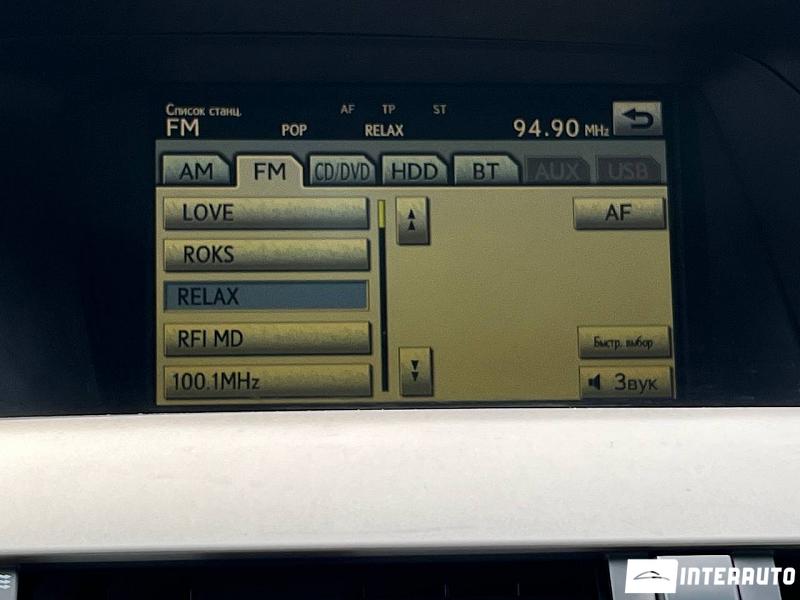 Список станц. AF TP ST
FM POP RELAX 94.90 MHz
AM FM CD/DVD HDD BT AUX USB
LOVE AF
ROKS
RELAX
RFI MD Быстр. выбор
100.1MHz Звук
INTERAUTO